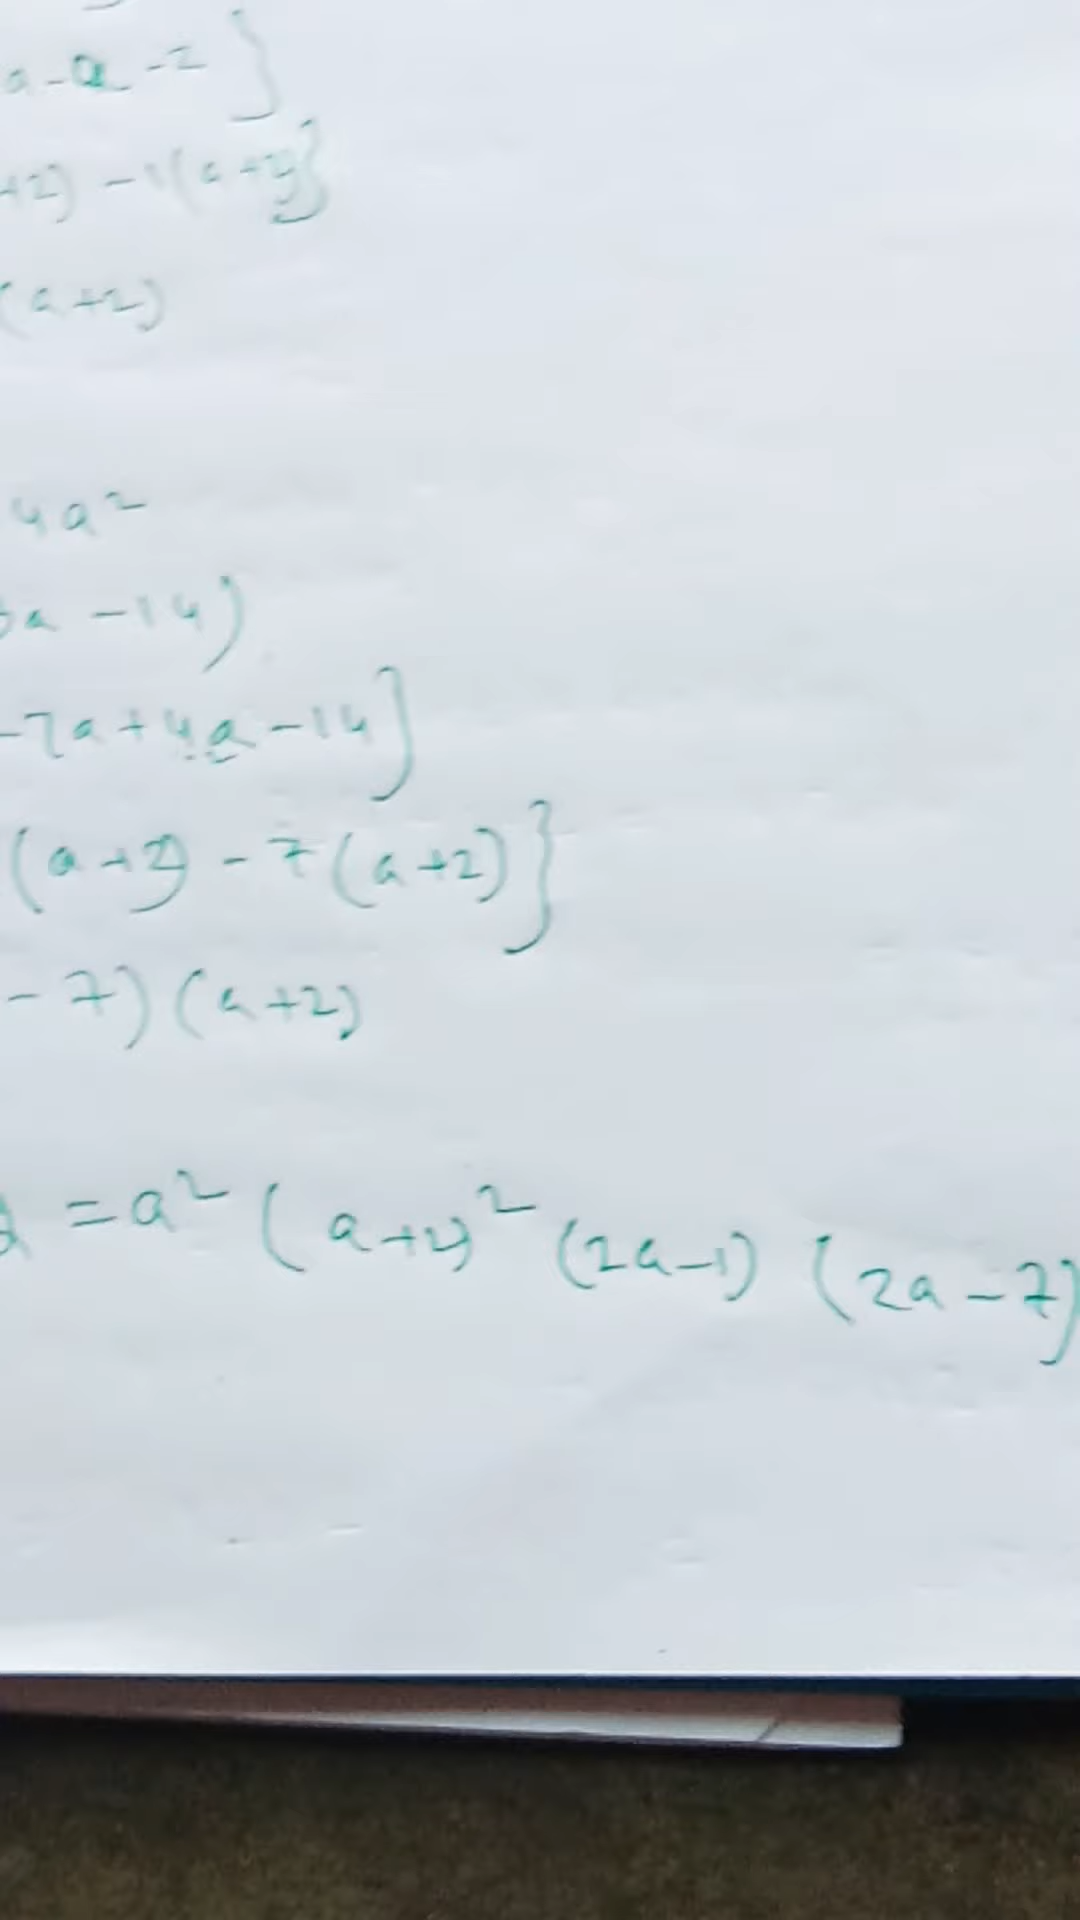 a-a-2}
+2) -1(a+2)}
(a+2)
4a²
3a -14)
-7a+4a-14]
(a+2) -7(a+2)}
-7)(a+2)
=a²(a+2)²(2a-1)(2a-7)